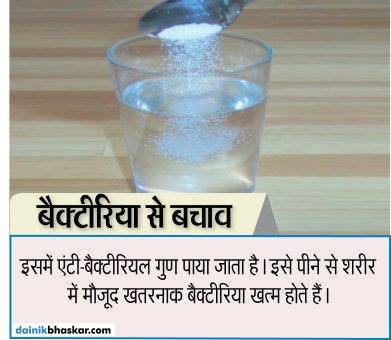 बैक्टीरिया से बचाव
इसमें एंटी-बैक्टीरियल गुण पाया जाता है। इसे पीने से शरीर
में मौजूद खतरनाक बैक्टीरिया खत्म होते हैं।
dainikbhaskar.com